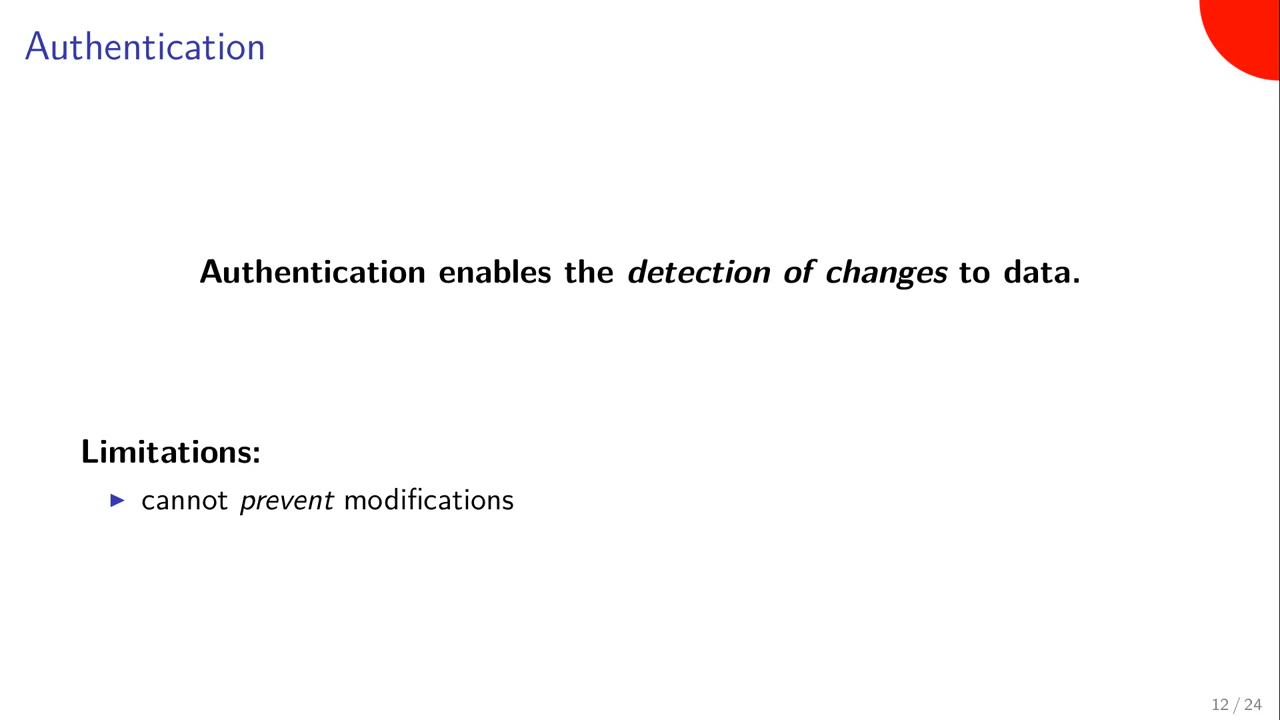 Authentication
Authentication enables the detection of changes to data.
Limitations:
▶ cannot prevent modifications
12 / 24